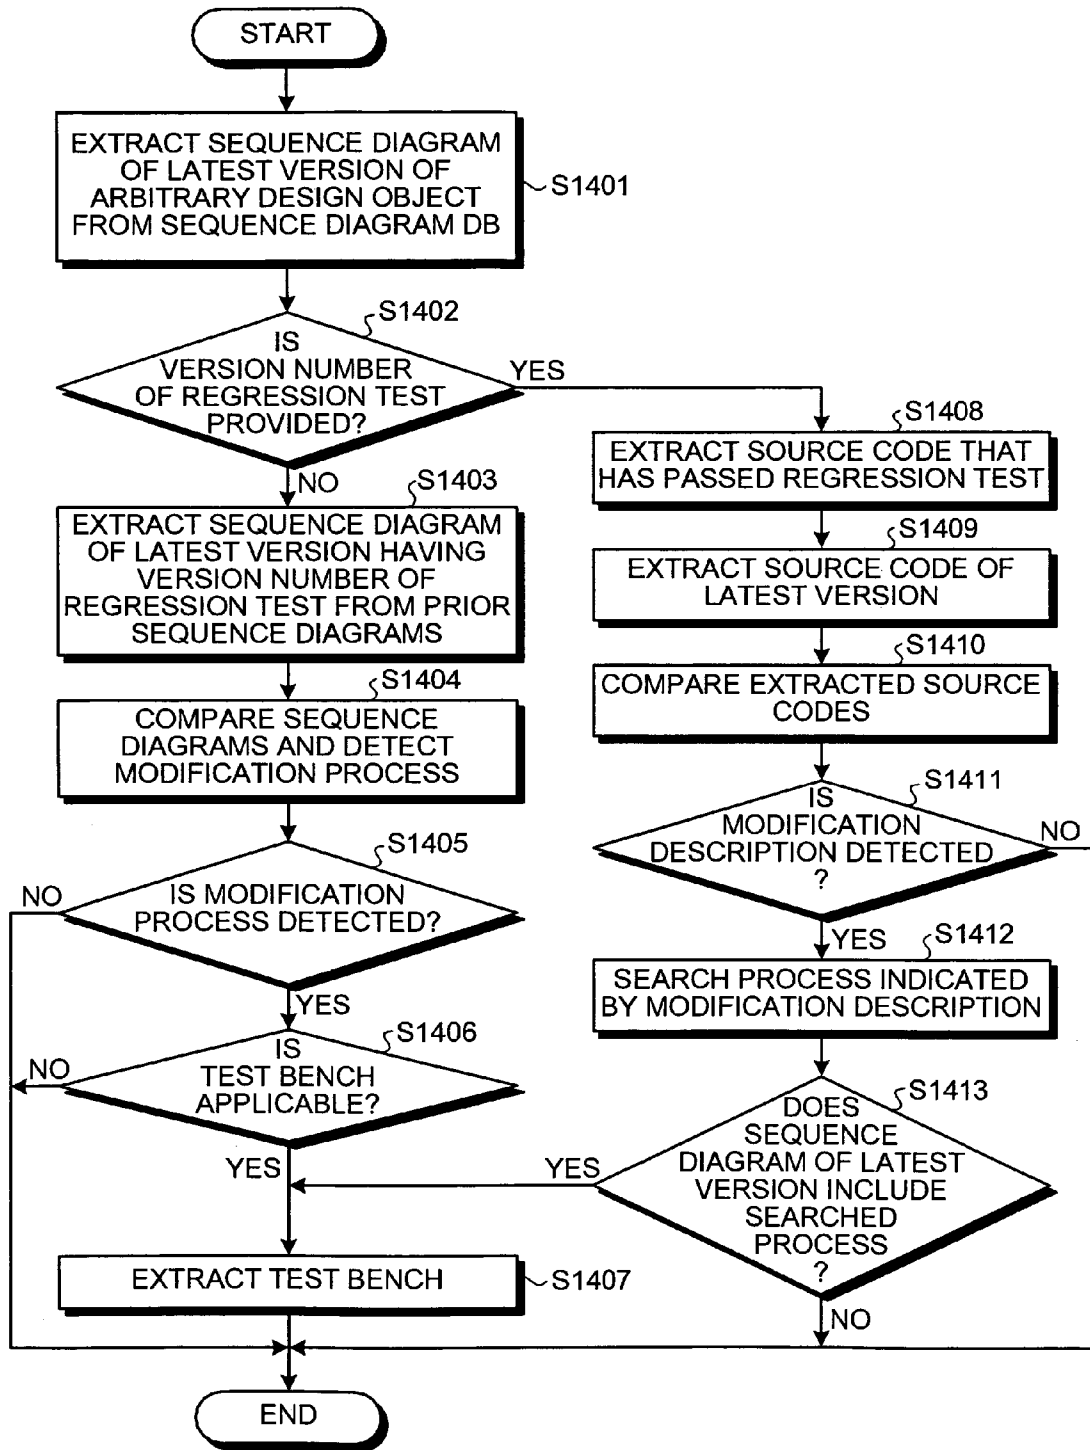 START
EXTRACT SEQUENCE DIAGRAM
OF LATEST VERSION OF
ARBITRARY DESIGN OBJECT
FROM SEQUENCE DIAGRAM DB
S1401
S1402
IS
VERSION NUMBER
OF REGRESSION TEST
PROVIDED?
YES
NO
S1403
EXTRACT SEQUENCE DIAGRAM
OF LATEST VERSION HAVING
VERSION NUMBER OF
REGRESSION TEST FROM PRIOR
SEQUENCE DIAGRAMS
S1404
COMPARE SEQUENCE
DIAGRAMS AND DETECT
MODIFICATION PROCESS
S1405
IS MODIFICATION
PROCESS DETECTED?
NO
YES
S1406
IS
TEST BENCH
APPLICABLE?
NO
YES
EXTRACT TEST BENCH
S1407
S1408
EXTRACT SOURCE CODE THAT
HAS PASSED REGRESSION TEST
S1409
EXTRACT SOURCE CODE OF
LATEST VERSION
S1410
COMPARE EXTRACTED SOURCE
CODES
S1411
IS
MODIFICATION
DESCRIPTION DETECTED
?
NO
YES
S1412
SEARCH PROCESS INDICATED
BY MODIFICATION DESCRIPTION
S1413
DOES
SEQUENCE
DIAGRAM OF LATEST
VERSION INCLUDE
SEARCHED
PROCESS
?
YES
NO
END